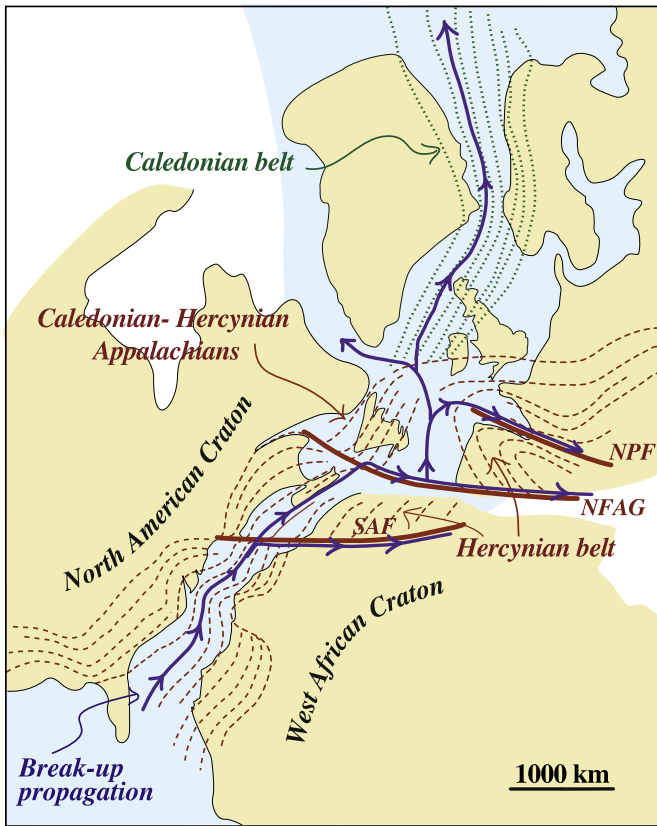 Caledonian belt
Caledonian- Hercynian
Appalachians
North American Craton
NPF
NFAG
SAF
Hercynian belt
West African Craton
Break-up
propagation
1000 km